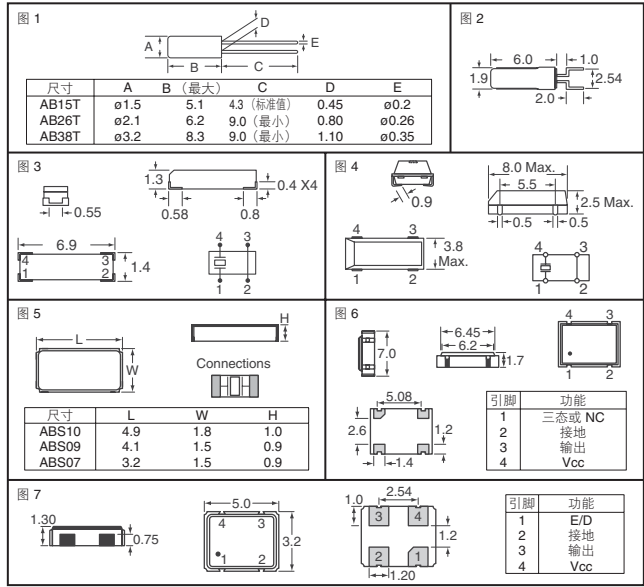 图 1
D
A
E
B
C
尺寸 A B (最大) C D E
AB15T ø1.5 5.1 4.3 (标准值) 0.45 ø0.2
AB26T ø2.1 6.2 9.0 (最小) 0.80 ø0.26
AB38T ø3.2 8.3 9.0 (最小) 1.10 ø0.35
图 2
6.0 1.0
1.9 2.54
2.0
图 3
1.3
0.4 X4
0.55 0.58 0.8
6.9
4 3
1 2
1.4
4 3
1 2
图 4
8.0 Max.
5.5
2.5 Max.
0.9
0.5 0.5
4 3
3.8
Max.
1 2
4 3
1 2
图 5
H
L
W
Connections
尺寸 L W H
ABS10 4.9 1.8 1.0
ABS09 4.1 1.5 0.9
ABS07 3.2 1.5 0.9
图 6
7.0
6.45
6.2
1.7
4 3
1 2
5.08
2.6
1.2
1.4
引脚 功能
1 三态或 NC
2 接地
3 输出
4 Vcc
图 7
1.30
0.75
5.0
4 3
1 2
3.2
2.54
1.0
3 4
2 1
1.2
1.20
引脚 功能
1 E/D
2 接地
3 输出
4 Vcc